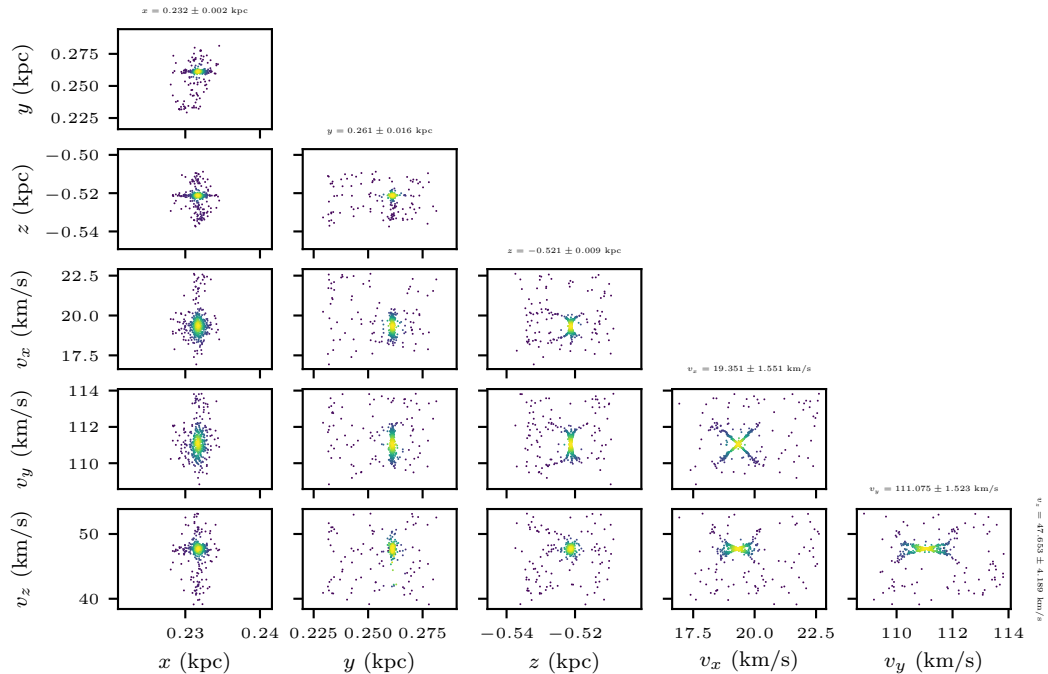 x = 0.232 ± 0.002 kpc
0.275
0.250
0.225
y (kpc)
y = 0.261 ± 0.016 kpc
−0.50
−0.52
−0.54
z (kpc)
z = −0.521 ± 0.009 kpc
22.5
20.0
17.5
v_x (km/s)
v_x = 19.351 ± 1.551 km/s
114
112
110
v_y (km/s)
v_y = 111.075 ± 1.523 km/s
50
40
v_z (km/s)
v_z = 47.653 ± 4.189 km/s
0.23 0.24 0.225 0.250 0.275 −0.54 −0.52 17.5 20.0 22.5 110 112 114
x (kpc) y (kpc) z (kpc) v_x (km/s) v_y (km/s)